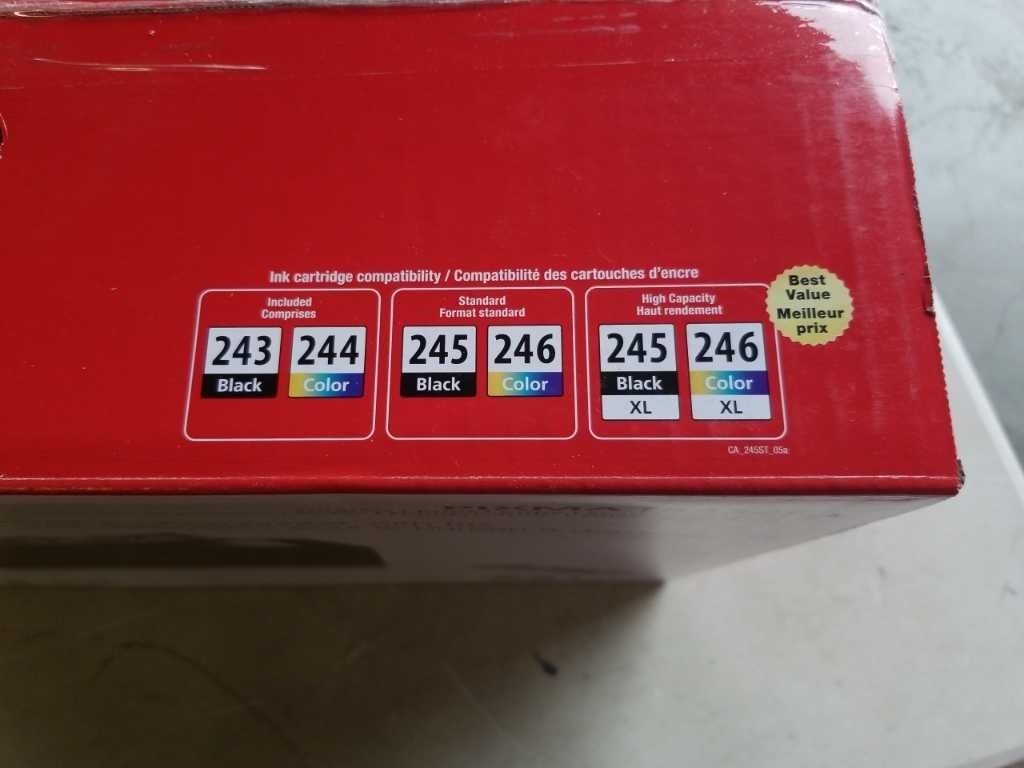 Ink cartridge compatibility / Compatibilité des cartouches d'encre
Included
Comprises
243
Black
244
Color
Standard
Format standard
245
Black
246
Color
High Capacity
Haut rendement
245
Black
XL
246
Color
XL
Best
Value
Meilleur
prix
CA_245ST_05a
PIXMA